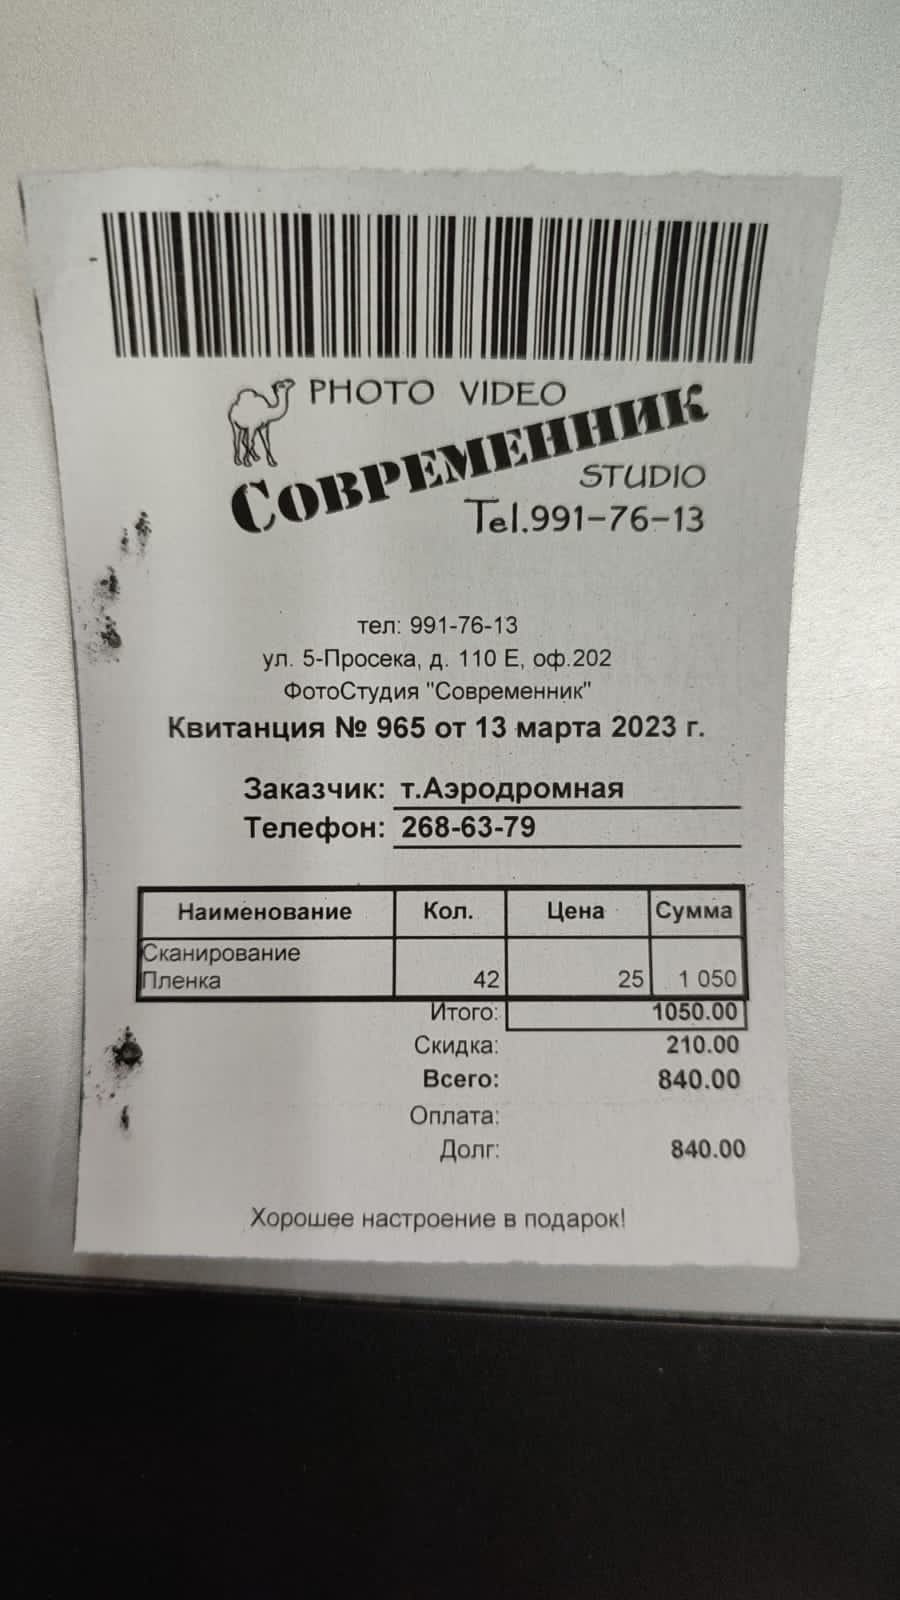 PHOTO VIDEO
СОВРЕМЕННИК
STUDIO
Tel.991-76-13
тел: 991-76-13
ул. 5-Просека, д. 110 Е, оф.202
ФотоСтудия "Современник"
Квитанция № 965 от 13 марта 2023 г.
Заказчик: т.Аэродромная
Телефон: 268-63-79
Наименование Кол. Цена Сумма
Сканирование
Пленка 42 25 1 050
Итого: 1050.00
Скидка: 210.00
Всего: 840.00
Оплата:
Долг: 840.00
Хорошее настроение в подарок!